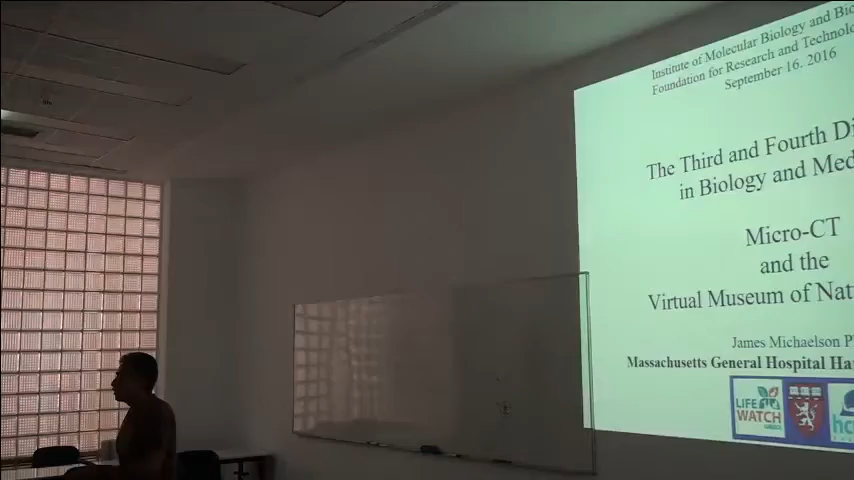 Institute of Molecular Biology and Bio
Foundation for Research and Technolo
September 16, 2016
The Third and Fourth Di
in Biology and Med
Micro-CT
and the
Virtual Museum of Nat
James Michaelson P
Massachusetts General Hospital Ha
LIFE
WATCH
hc